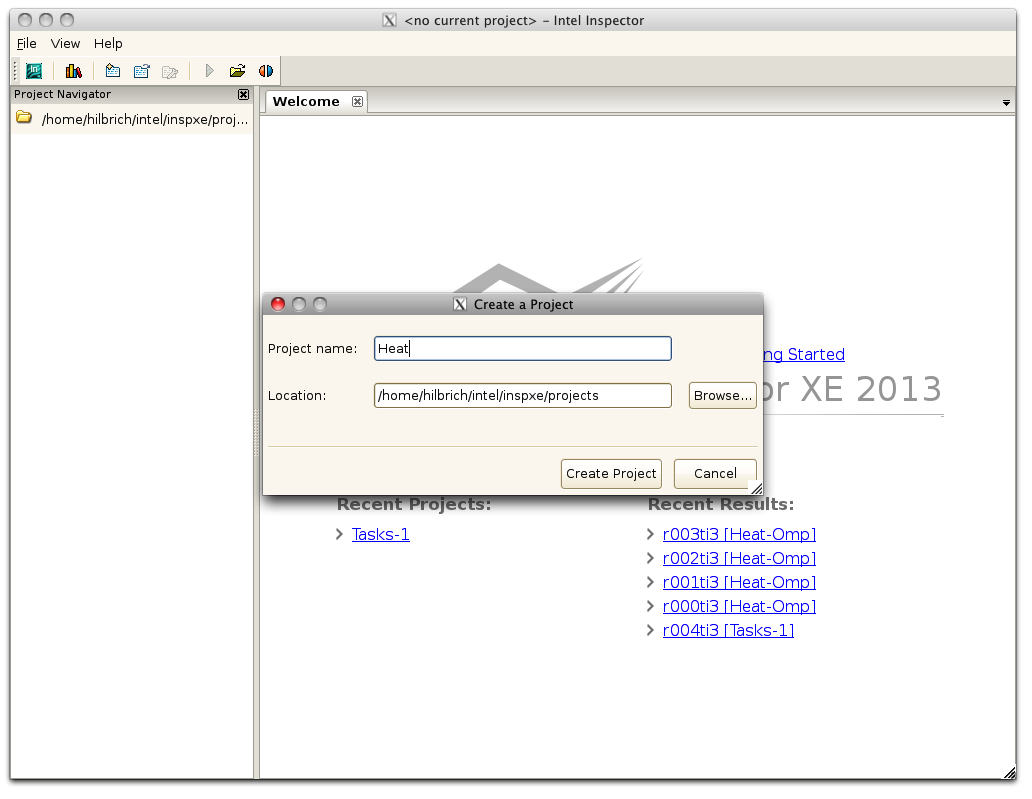 <no current project> – Intel Inspector
File View Help
Project Navigator
Welcome
/home/hilbrich/intel/inspxe/proj...
Create a Project
Project name: Heat
ng Started
or XE 2013
Location: /home/hilbrich/intel/inspxe/projects Browse...
Create Project Cancel
Recent Projects:
Tasks-1
Recent Results:
r003ti3 [Heat-Omp]
r002ti3 [Heat-Omp]
r001ti3 [Heat-Omp]
r000ti3 [Heat-Omp]
r004ti3 [Tasks-1]